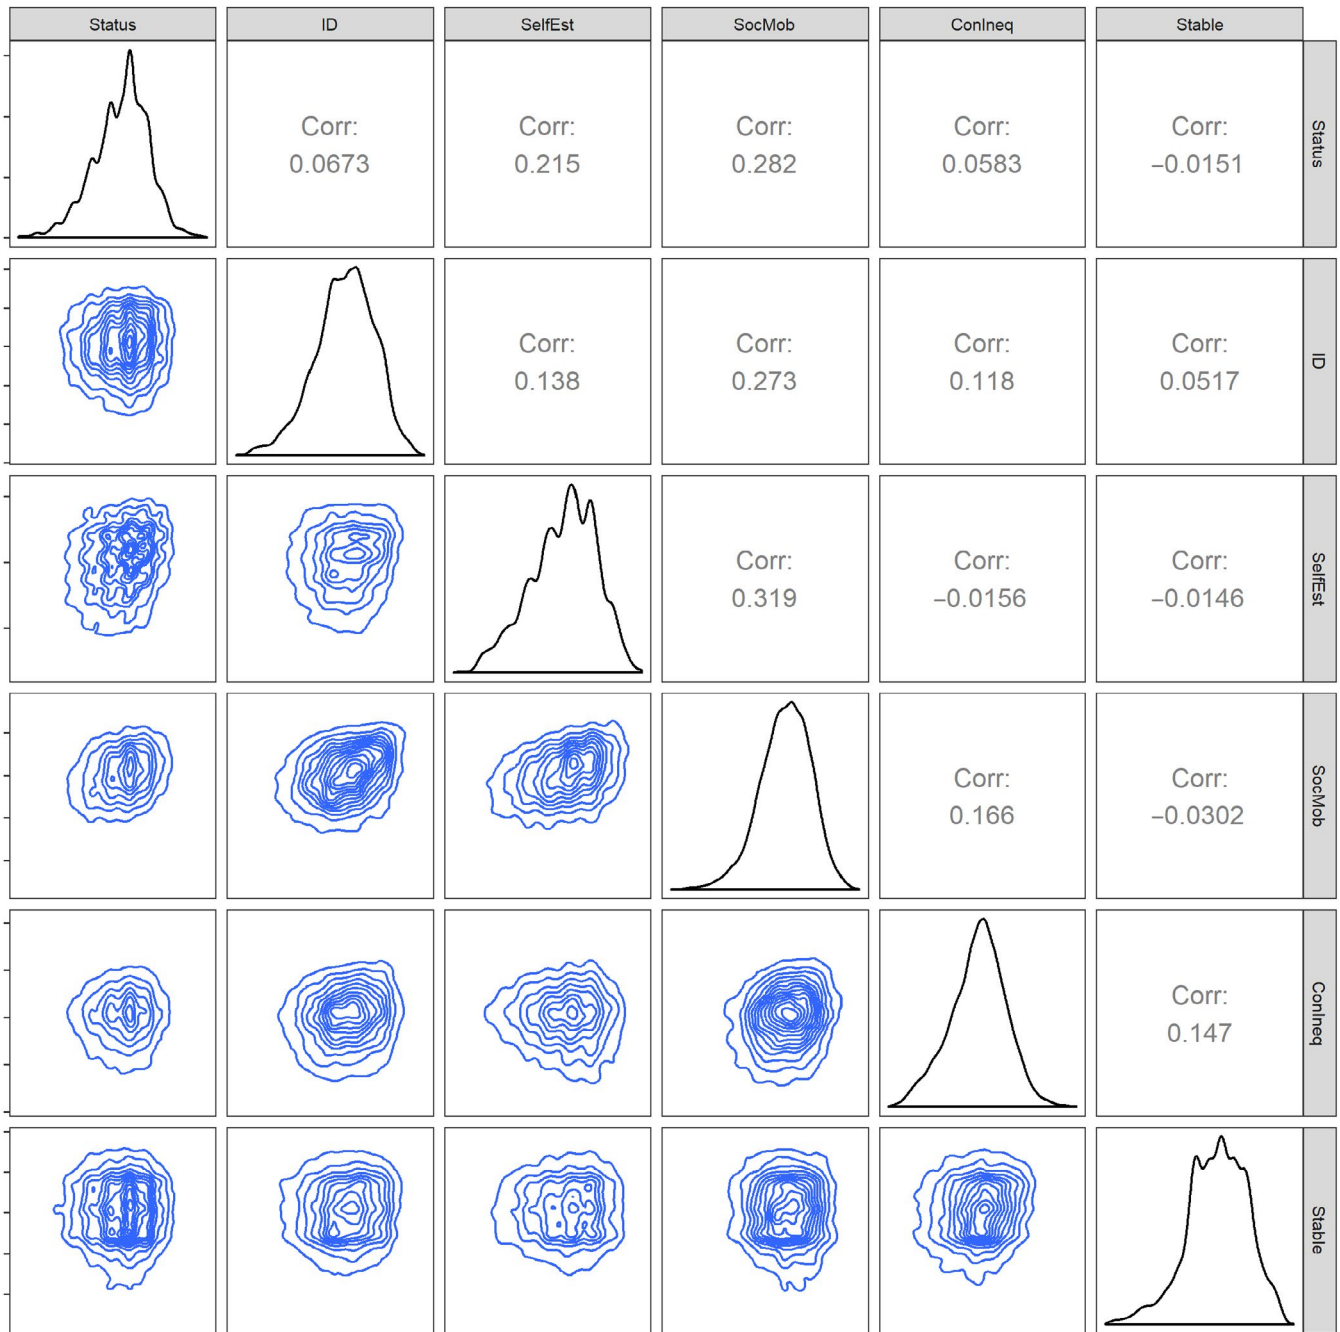 Status ID SelfEst SocMob ConIneq Stable
Corr: Corr: Corr: Corr: Corr:
0.0673 0.215 0.282 0.0583 −0.0151
Status
Corr: Corr: Corr: Corr:
0.138 0.273 0.118 0.0517
ID
Corr: Corr: Corr:
0.319 −0.0156 −0.0146
SelfEst
Corr: Corr:
0.166 −0.0302
SocMob
Corr:
0.147
ConIneq
Stable